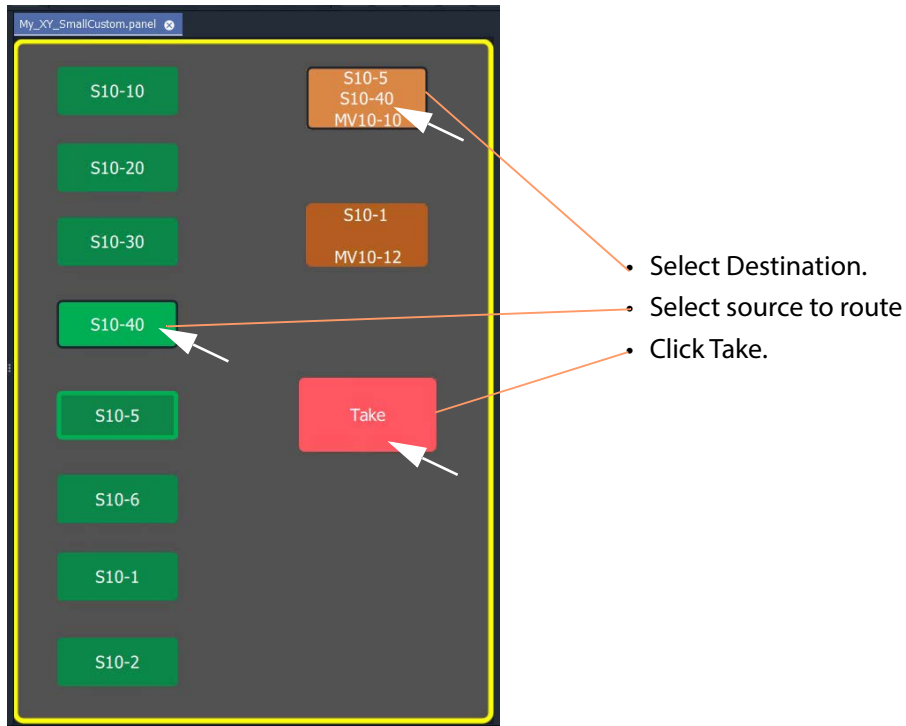 My_XY_SmallCustom.panel
S10-10
S10-20
S10-30
S10-40
S10-5
S10-6
S10-1
S10-2
S10-5
S10-40
MV10-10
S10-1
MV10-12
Take
• Select Destination.
• Select source to route
• Click Take.